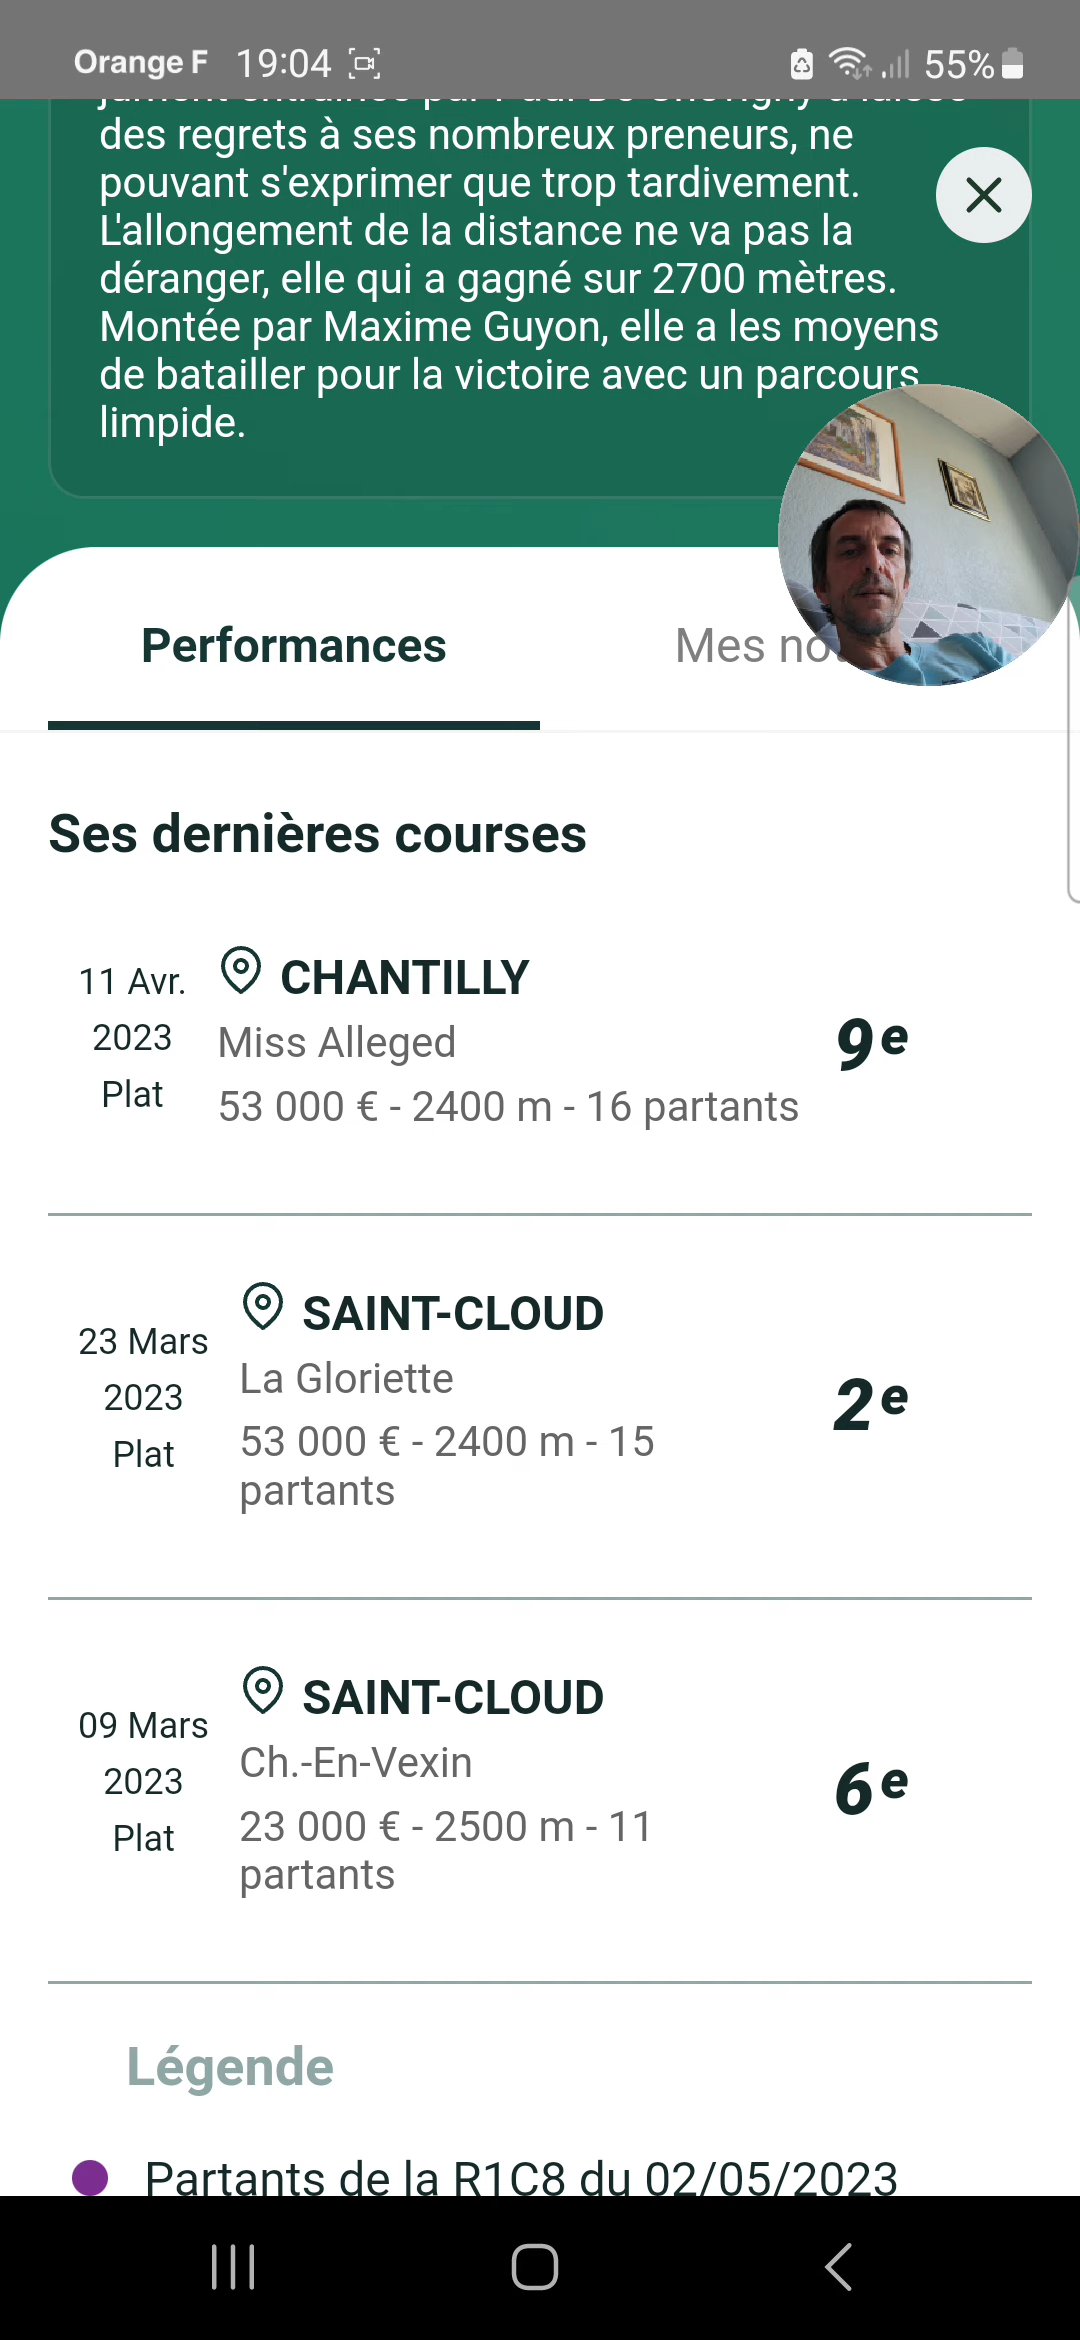 Orange F 19:04 55%
des regrets à ses nombreux preneurs, ne
pouvant s'exprimer que trop tardivement.
L'allongement de la distance ne va pas la
déranger, elle qui a gagné sur 2700 mètres.
Montée par Maxime Guyon, elle a les moyens
de batailler pour la victoire avec un parcours
limpide.
Performances
Mes
Ses dernières courses
11 Avr.
2023
Plat
CHANTILLY
Miss Alleged
53 000 € - 2400 m - 16 partants
9e
23 Mars
2023
Plat
SAINT-CLOUD
La Gloriette
53 000 € - 2400 m - 15
partants
2e
09 Mars
2023
Plat
SAINT-CLOUD
Ch.-En-Vexin
23 000 € - 2500 m - 11
partants
6e
Légende
Partants de la R1C8 du 02/05/2023